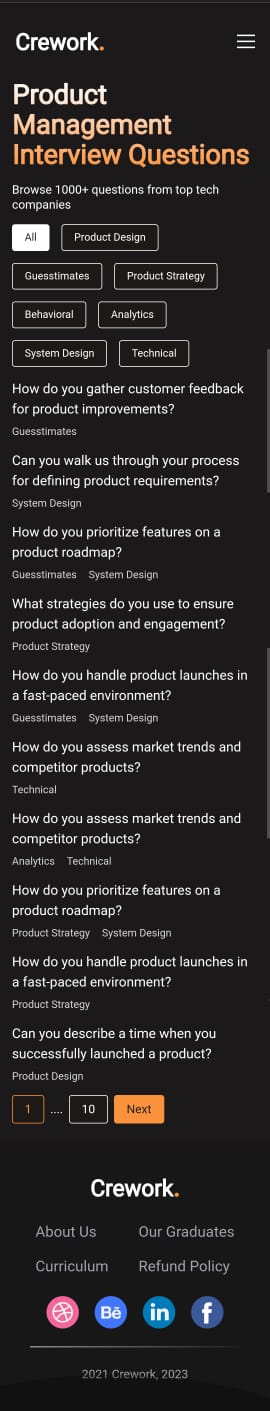 Crework.
Product
Management
Interview Questions
Browse 1000+ questions from top tech
companies
All Product Design
Guesstimates Product Strategy
Behavioral Analytics
System Design Technical
How do you gather customer feedback
for product improvements?
Guesstimates
Can you walk us through your process
for defining product requirements?
System Design
How do you prioritize features on a
product roadmap?
Guesstimates System Design
What strategies do you use to ensure
product adoption and engagement?
Product Strategy
How do you handle product launches in
a fast-paced environment?
Guesstimates System Design
How do you assess market trends and
competitor products?
Technical
How do you assess market trends and
competitor products?
Analytics Technical
How do you prioritize features on a
product roadmap?
Product Strategy System Design
How do you handle product launches in
a fast-paced environment?
Product Strategy
Can you describe a time when you
successfully launched a product?
Product Design
1 .... 10 Next
Crework.
About Us Our Graduates
Curriculum Refund Policy
Bē in f
2021 Crework, 2023